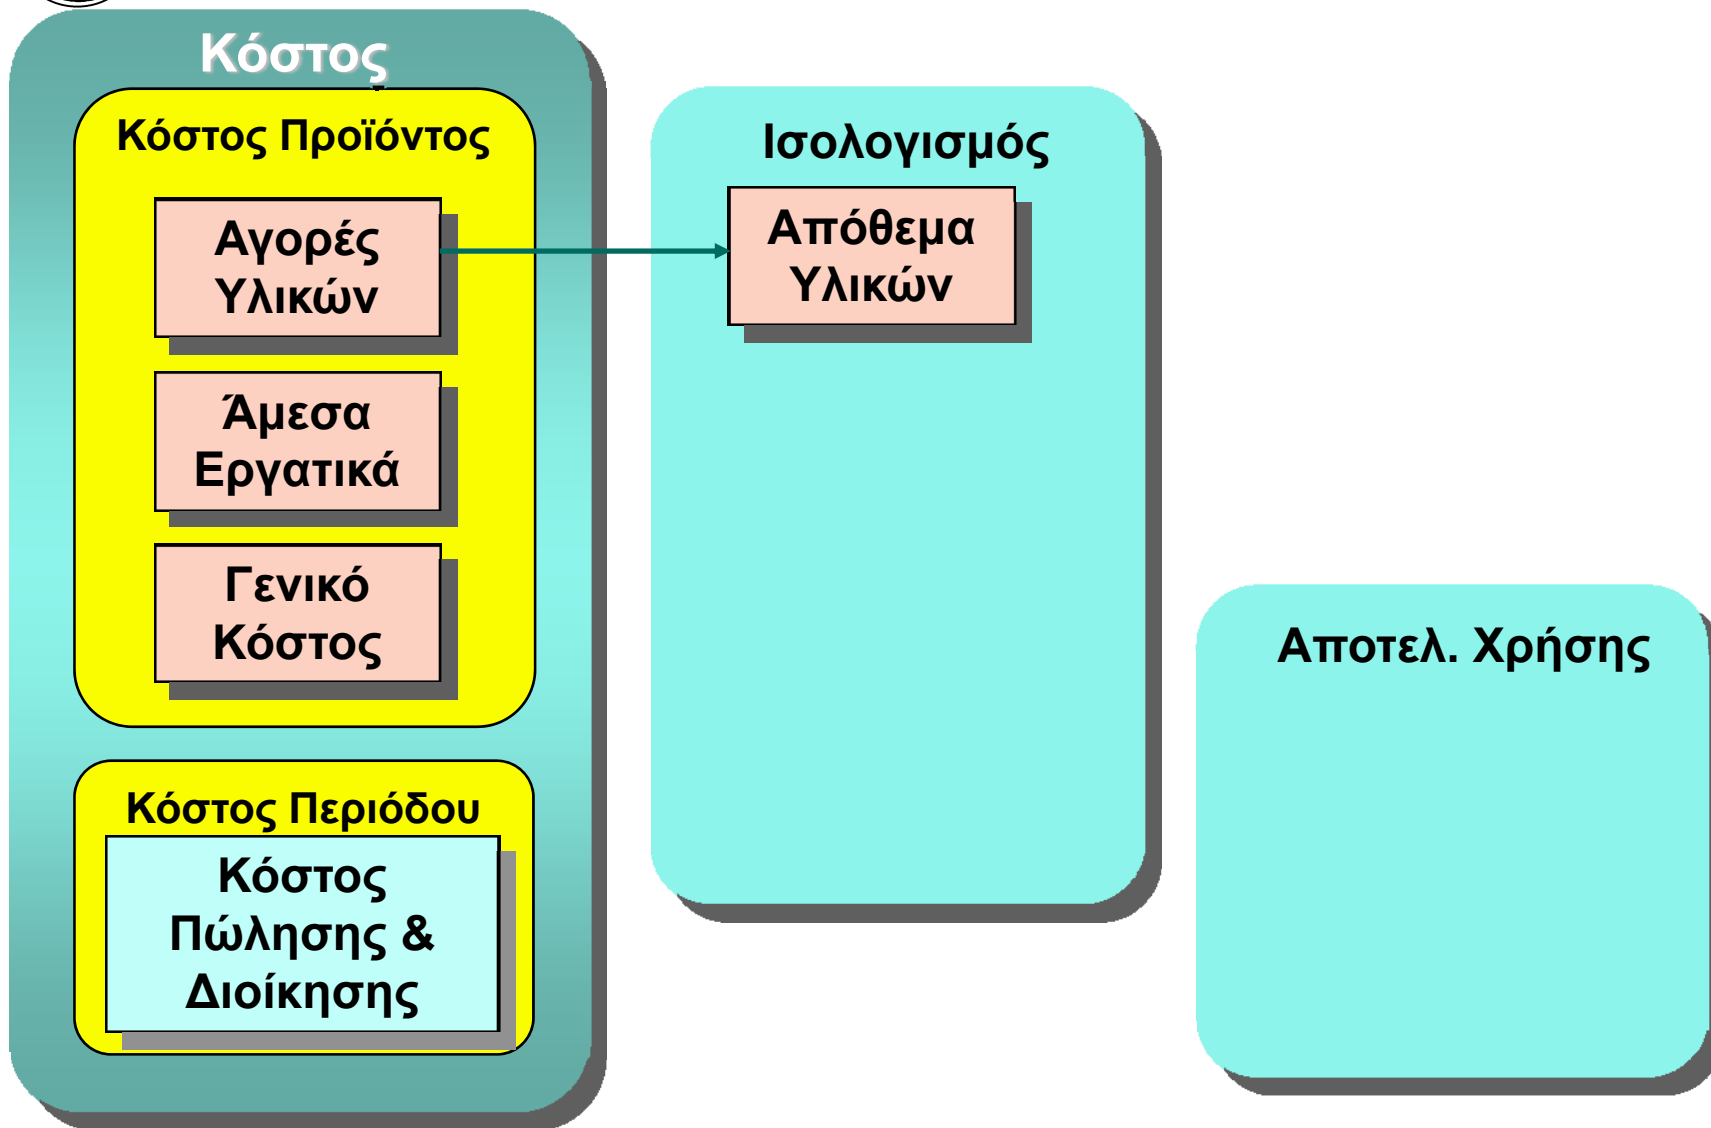 Κόστος
Κόστος Προϊόντος
Αγορές
Υλικών
Άμεσα
Εργατικά
Γενικό
Κόστος
Κόστος Περιόδου
Κόστος
Πώλησης &
Διοίκησης
Ισολογισμός
Απόθεμα
Υλικών
Αποτελ. Χρήσης